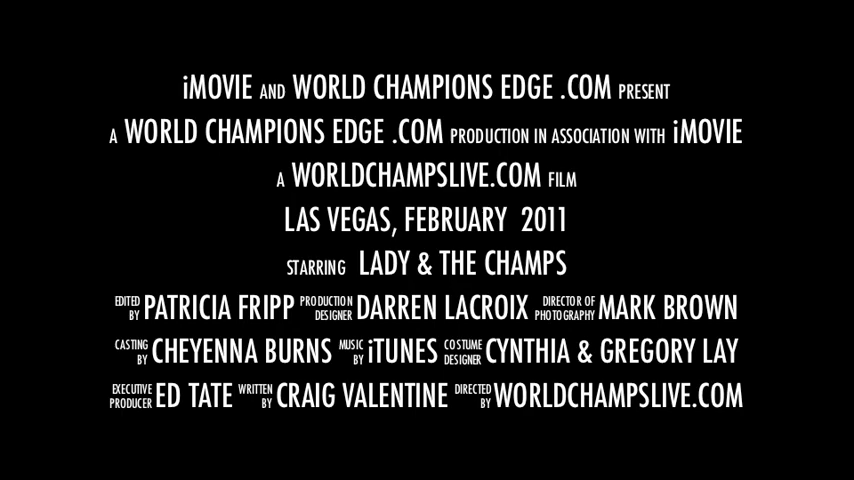 iMOVIE AND WORLD CHAMPIONS EDGE .COM PRESENT
A WORLD CHAMPIONS EDGE .COM PRODUCTION IN ASSOCIATION WITH iMOVIE
A WORLDCHAMPSLIVE.COM FILM
LAS VEGAS, FEBRUARY 2011
STARRING LADY & THE CHAMPS
EDITED BY PATRICIA FRIPP PRODUCTION DESIGNER DARREN LACROIX DIRECTOR OF PHOTOGRAPHY MARK BROWN
CASTING BY CHEYENNA BURNS MUSIC BY iTUNES COSTUME DESIGNER CYNTHIA & GREGORY LAY
EXECUTIVE PRODUCER ED TATE WRITTEN BY CRAIG VALENTINE DIRECTED BY WORLDCHAMPSLIVE.COM